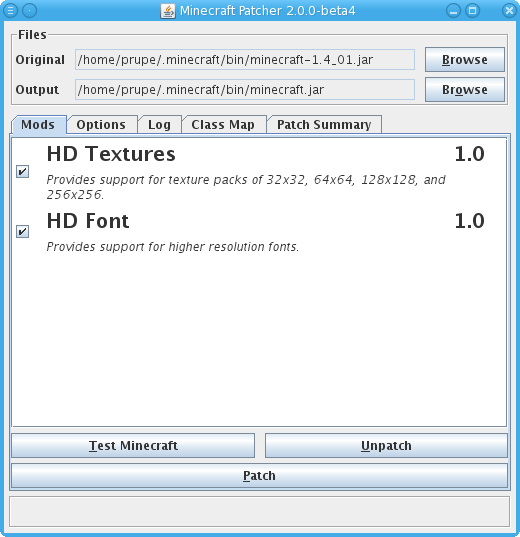 Minecraft Patcher 2.0.0-beta4
Files
Original /home/prupe/.minecraft/bin/minecraft-1.4_01.jar Browse
Output /home/prupe/.minecraft/bin/minecraft.jar Browse
Mods Options Log Class Map Patch Summary
HD Textures 1.0
Provides support for texture packs of 32x32, 64x64, 128x128, and
256x256.
HD Font 1.0
Provides support for higher resolution fonts.
Test Minecraft Unpatch
Patch